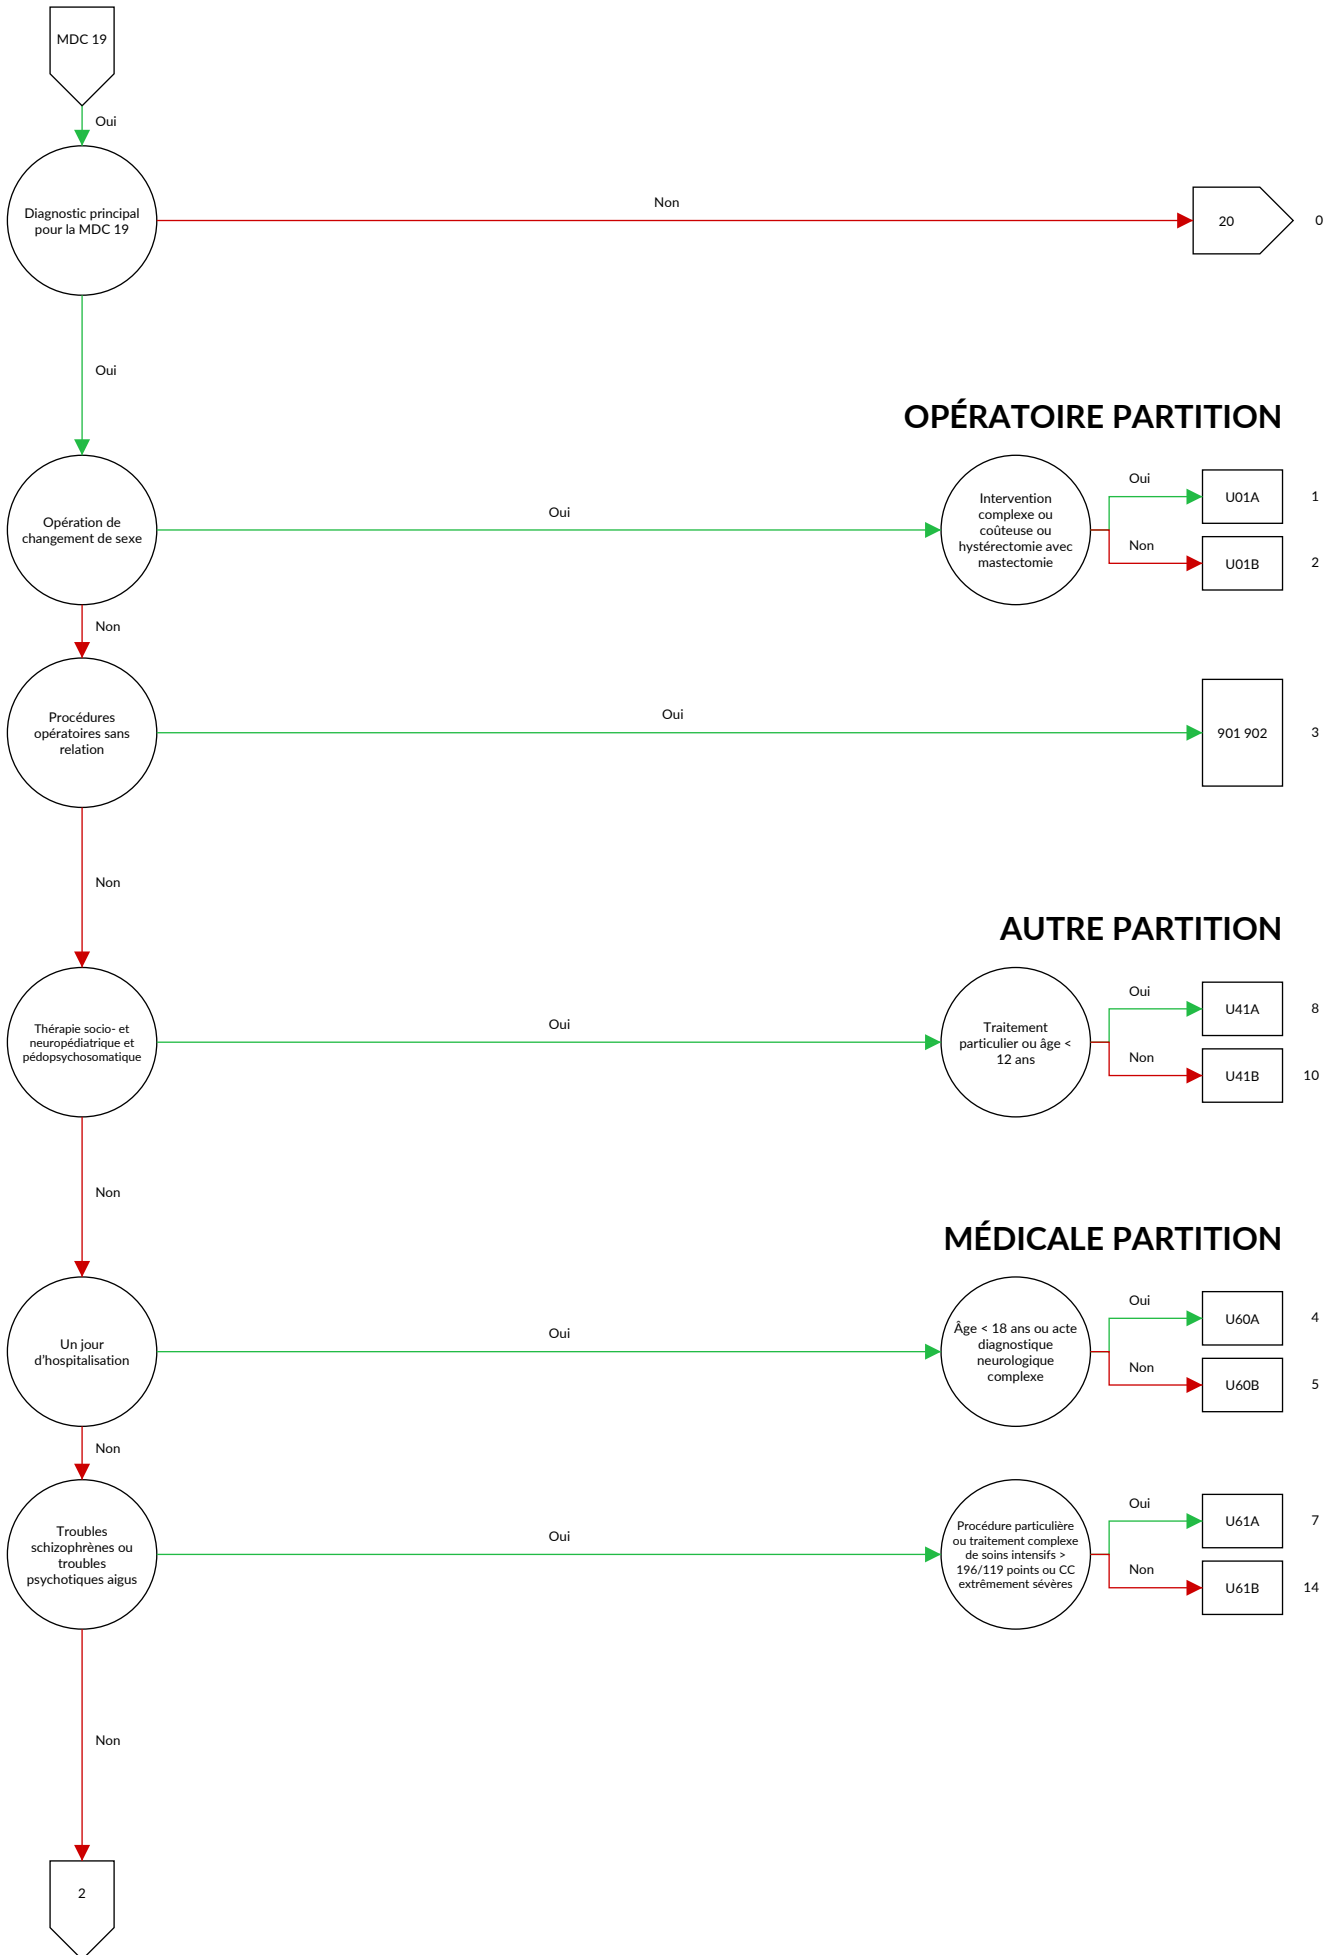 MDC 19
Oui
Diagnostic principal
pour la MDC 19
Non
20
0
Oui
OPÉRATOIRE PARTITION
Opération de
changement de sexe
Oui
Intervention
complexe ou
coûteuse ou
hystérectomie avec
mastectomie
Oui
U01A
1
Non
U01B
2
Non
Procédures
opératoires sans
relation
Oui
901 902
3
Non
AUTRE PARTITION
Thérapie socio- et
neuropédiatrique et
pédopsychosomatique
Oui
Traitement
particulier ou âge <
12 ans
Oui
U41A
8
Non
U41B
10
Non
MÉDICALE PARTITION
Un jour
d'hospitalisation
Oui
Âge < 18 ans ou acte
diagnostique
neurologique
complexe
Oui
U60A
4
Non
U60B
5
Non
Troubles
schizophrènes ou
troubles
psychotiques aigus
Oui
Procédure particulière
ou traitement complexe
de soins intensifs >
196/119 points ou CC
extrêmement sévères
Oui
U61A
7
Non
U61B
14
Non
2